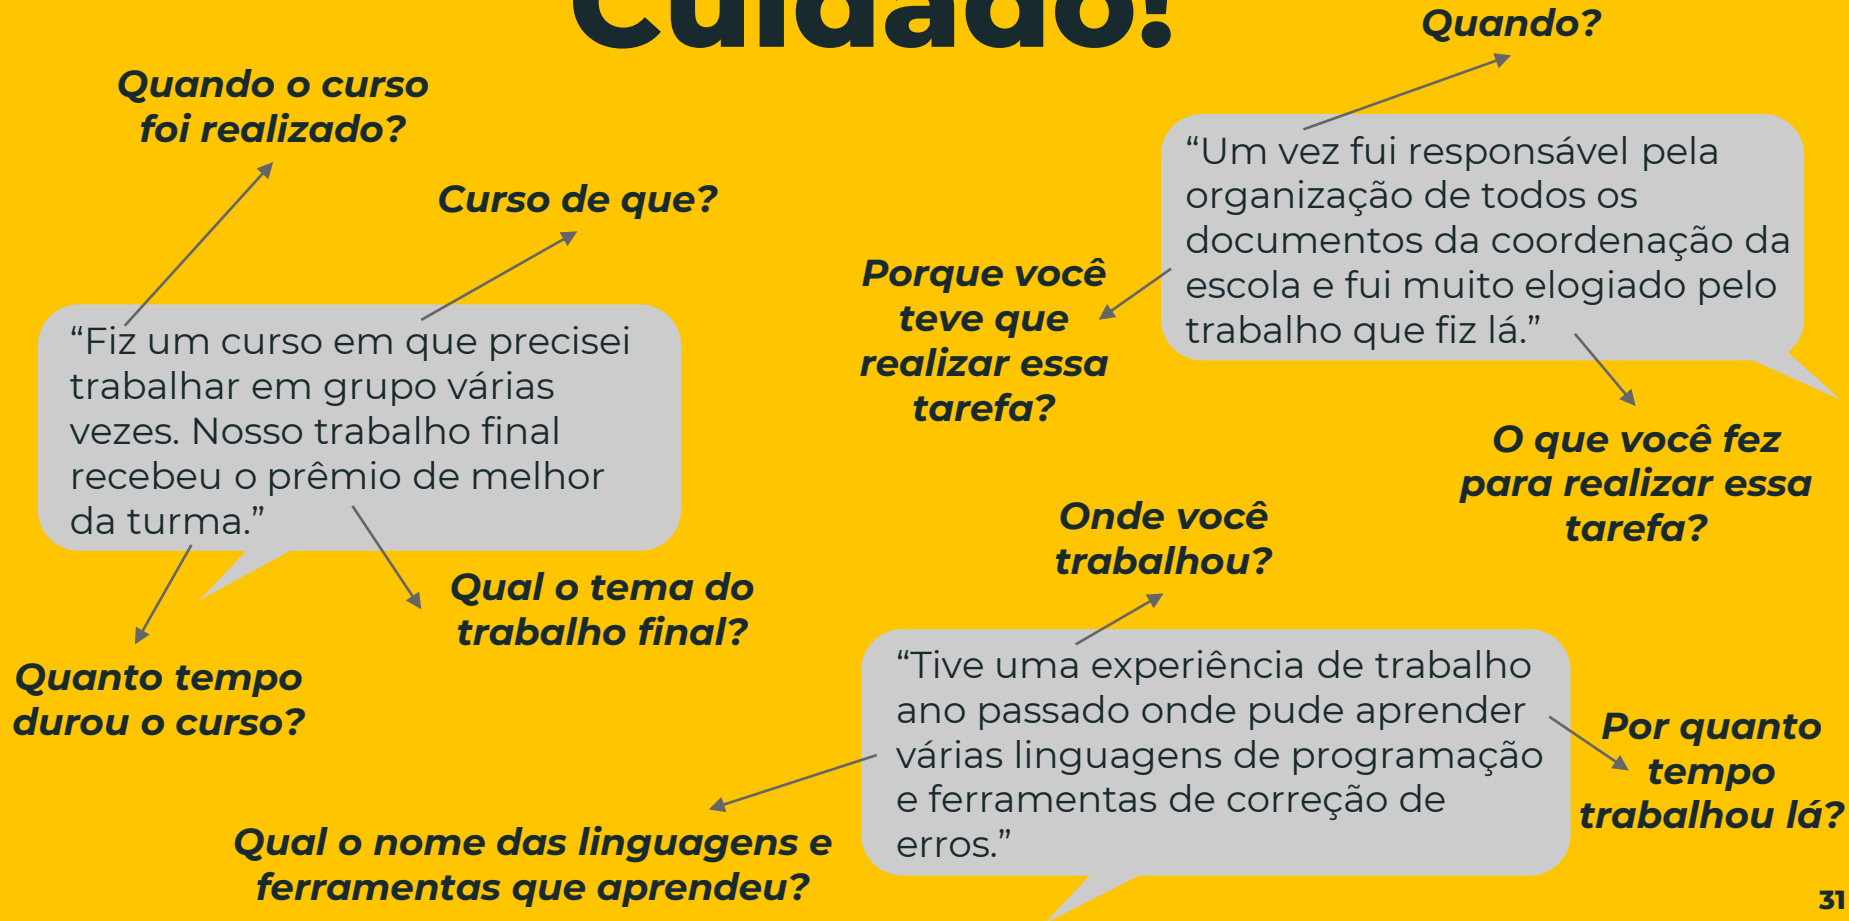 Cuidado!
Quando o curso
foi realizado?
Curso de que?
“Fiz um curso em que precisei
trabalhar em grupo várias
vezes. Nosso trabalho final
recebeu o prêmio de melhor
da turma.”
Quanto tempo
durou o curso?
Qual o tema do
trabalho final?
Quando?
“Um vez fui responsável pela
organização de todos os
documentos da coordenação da
escola e fui muito elogiado pelo
trabalho que fiz lá.”
Porque você
teve que
realizar essa
tarefa?
O que você fez
para realizar essa
tarefa?
Onde você
trabalhou?
“Tive uma experiência de trabalho
ano passado onde pude aprender
várias linguagens de programação
e ferramentas de correção de
erros.”
Por quanto
tempo
trabalhou lá?
Qual o nome das linguagens e
ferramentas que aprendeu?
31